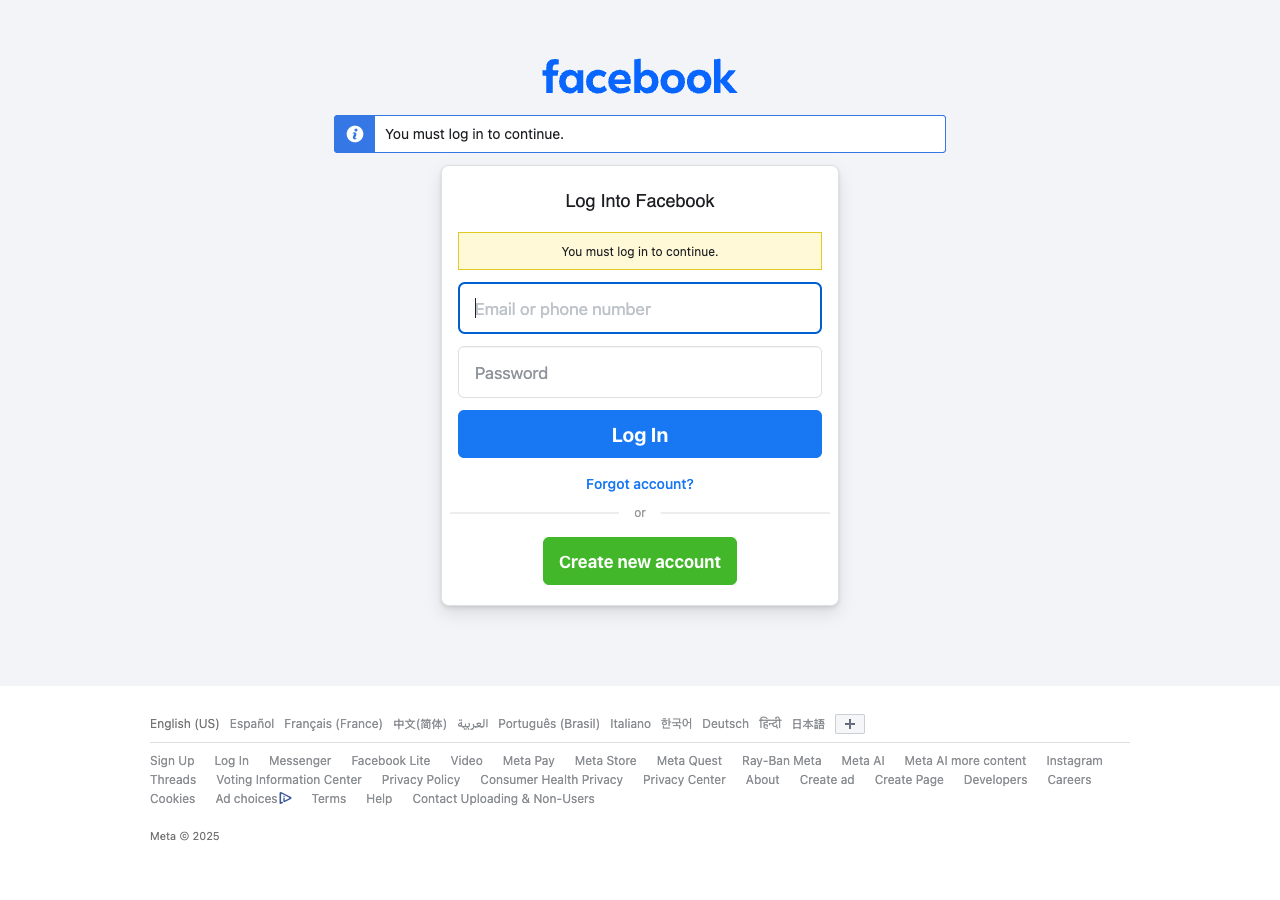 facebook
You must log in to continue.
Log Into Facebook
You must log in to continue.
Email or phone number
Password
Log In
Forgot account?
or
Create new account
English (US) Español Français (France) 中文(简体) العربية Português (Brasil) Italiano 한국어 Deutsch हिन्दी 日本語
Sign Up Log In Messenger Facebook Lite Video Meta Pay Meta Store Meta Quest Ray-Ban Meta Meta AI Meta AI more content Instagram
Threads Voting Information Center Privacy Policy Consumer Health Privacy Privacy Center About Create ad Create Page Developers Careers
Cookies Ad choices Terms Help Contact Uploading & Non-Users
Meta © 2025